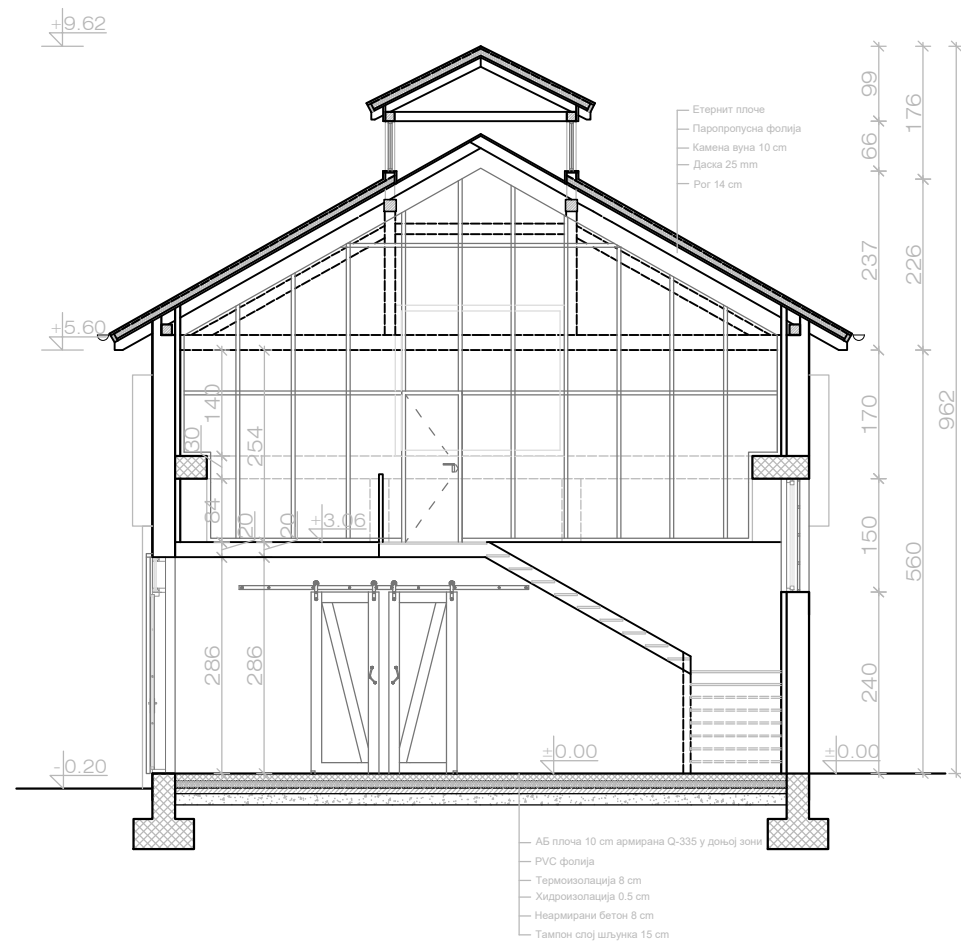 ±9.62
99
176
66
Етернит плоче
Паропропусна фолија
Камена вуна 10 cm
Даска 25 mm
Рог 14 cm
237
226
±5.60
140
30
254
170
962
84
20
20
±3.06
150
560
286
286
240
-0.20
±0.00
±0.00
АБ плоча 10 cm армирана Q-335 у доњој зони
PVC фолија
Термоизолација 8 cm
Хидроизолација 0.5 cm
Неармирани бетон 8 cm
Тампон слој шљунка 15 cm